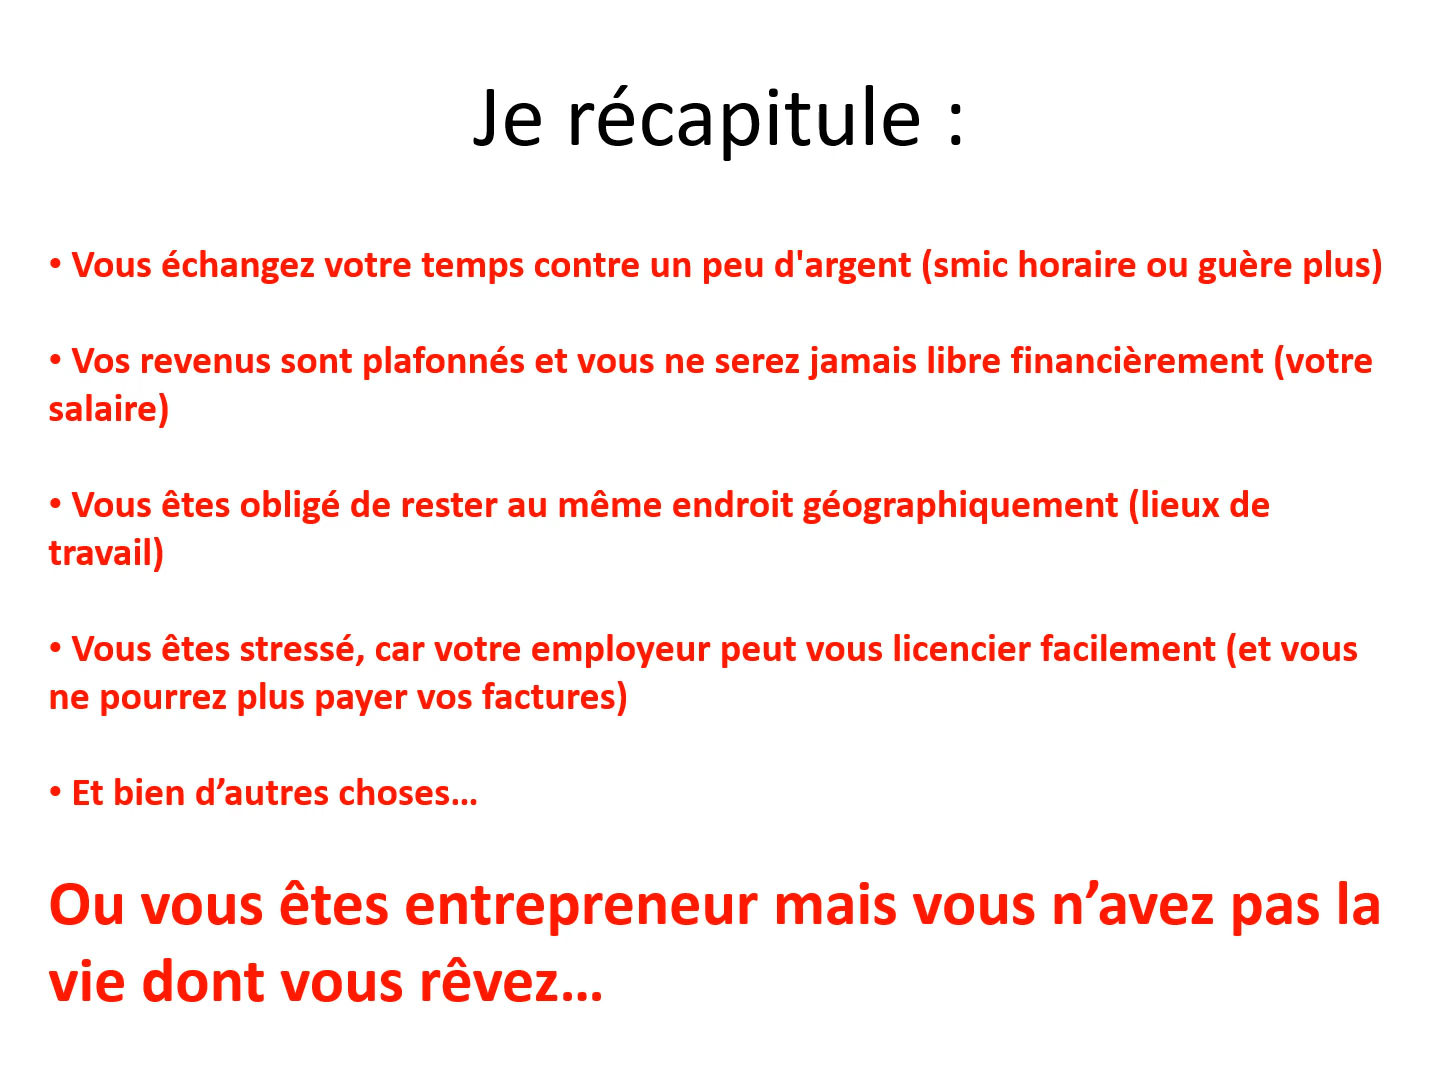 Je récapitule :
• Vous échangez votre temps contre un peu d'argent (smic horaire ou guère plus)
• Vos revenus sont plafonnés et vous ne serez jamais libre financièrement (votre
salaire)
• Vous êtes obligé de rester au même endroit géographiquement (lieux de
travail)
• Vous êtes stressé, car votre employeur peut vous licencier facilement (et vous
ne pourrez plus payer vos factures)
• Et bien d’autres choses…
Ou vous êtes entrepreneur mais vous n’avez pas la
vie dont vous rêvez…